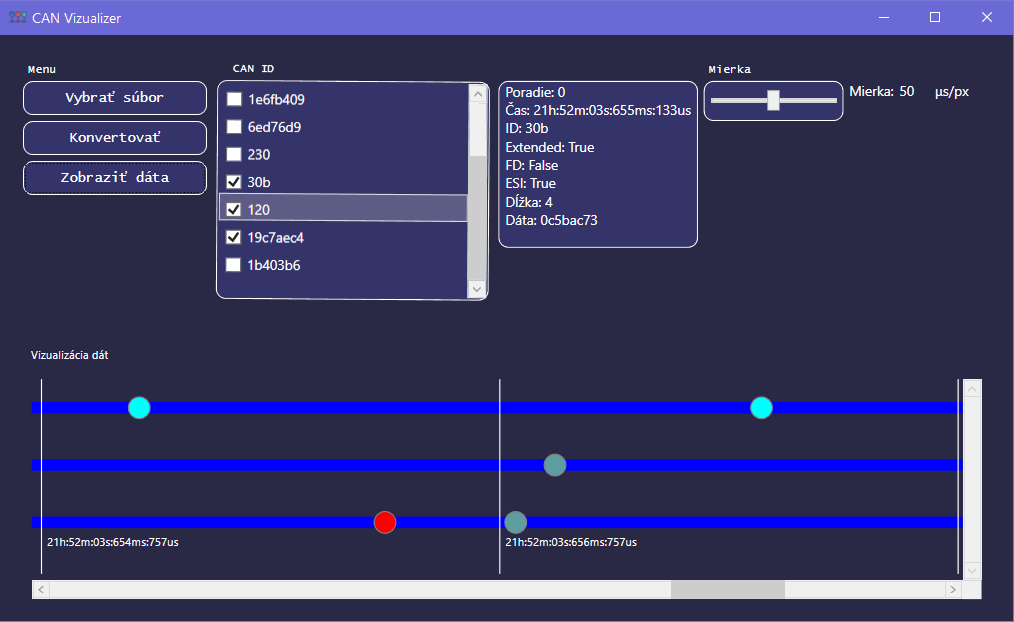 CAN Vizualizer
Menu
Vybrať súbor
Konvertovať
Zobraziť dáta
CAN ID
1e6fb409
6ed76d9
230
30b
120
19c7aec4
1b403b6
Poradie: 0
Čas: 21h:52m:03s:655ms:133us
ID: 30b
Extended: True
FD: False
ESI: True
Dĺžka: 4
Dáta: 0c5bac73
Mierka
Mierka: 50 µs/px
Vizualizácia dát
21h:52m:03s:654ms:757us
21h:52m:03s:656ms:757us